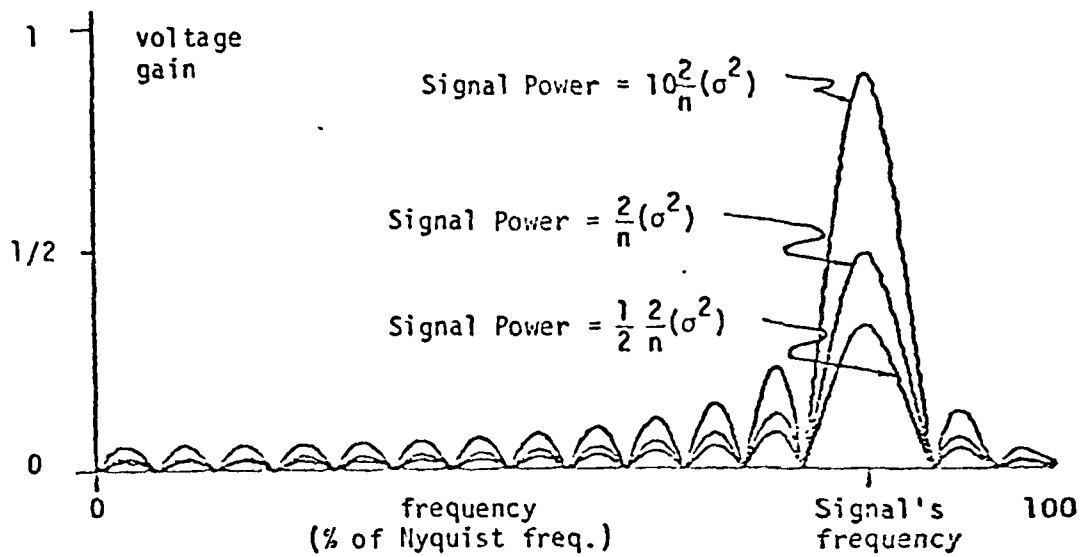 1
voltage
gain
Signal Power = 10 2/n (σ²)
Signal Power = 2/n (σ²)
1/2
Signal Power = 1/2 2/n (σ²)
0
0
frequency
(% of Nyquist freq.)
Signal's
frequency
100